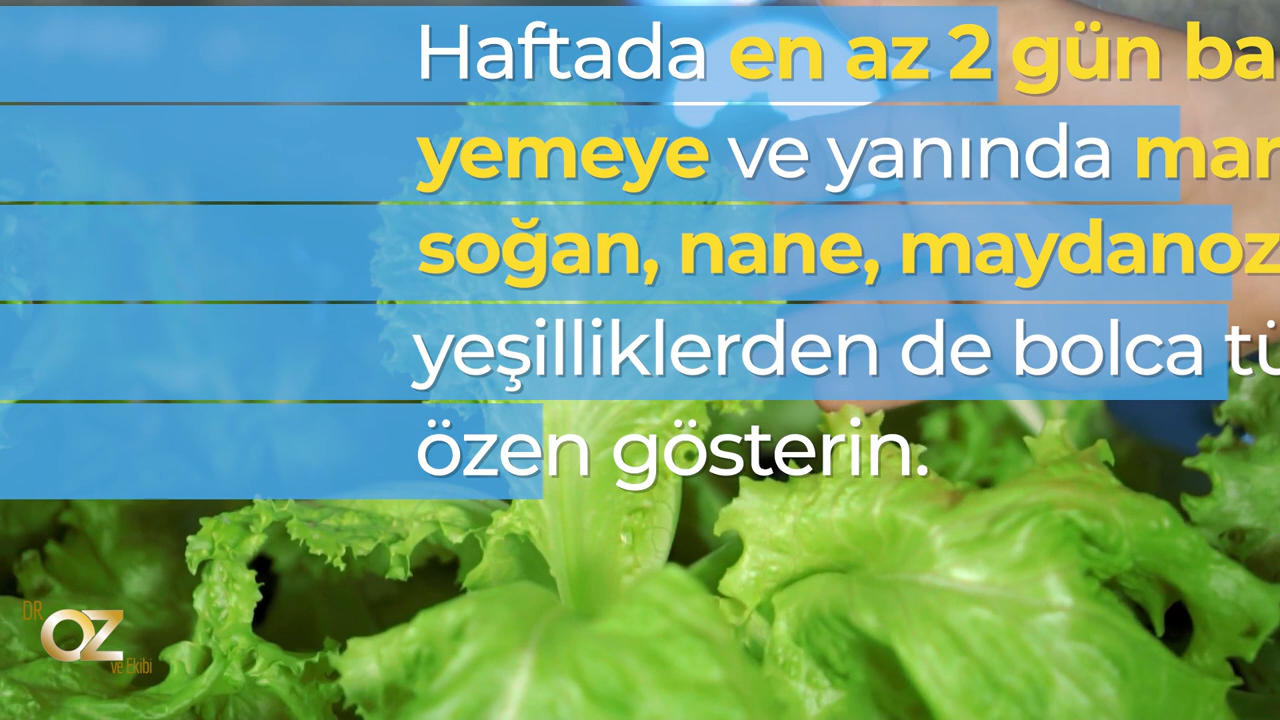 Haftada en az 2 gün ba
yemeye ve yanında mar
soğan, nane, maydanoz
yeşilliklerden de bolca tü
özen gösterin.
DR
OZ
ve Ekibi